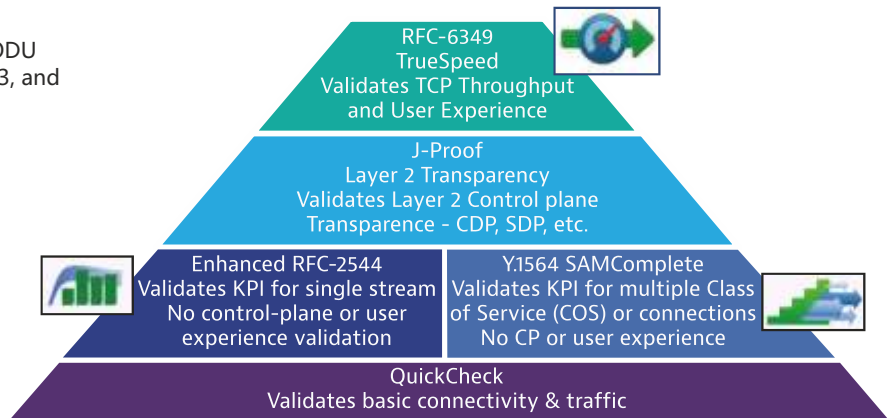 ODU
3, and
RFC-6349
TrueSpeed
Validates TCP Throughput
and User Experience
J-Proof
Layer 2 Transparency
Validates Layer 2 Control plane
Transparence - CDP, SDP, etc.
Enhanced RFC-2544
Validates KPI for single stream
No control-plane or user
experience validation
Y.1564 SAMComplete
Validates KPI for multiple Class
of Service (COS) or connections
No CP or user experience
QuickCheck
Validates basic connectivity & traffic